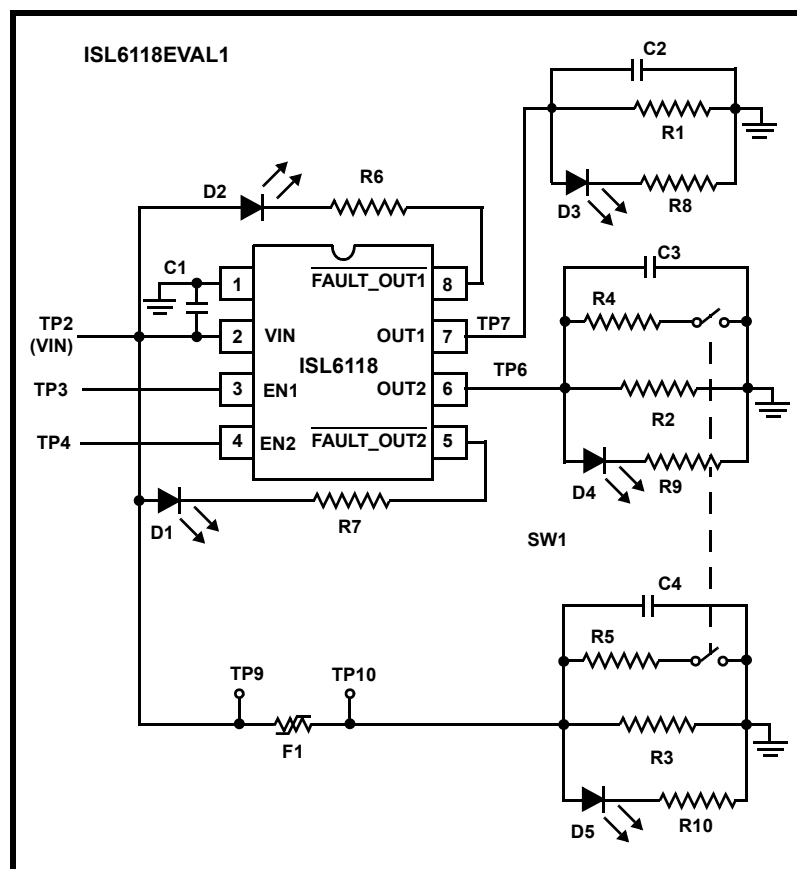 ISL6118EVAL1
C2
R1
D3
R8
D2
R6
C1
1
FAULT_OUT1
8
C3
R4
TP2
(VIN)
2
VIN
OUT1
7
TP7
ISL6118
TP3
3
EN1
OUT2
6
TP6
R2
TP4
4
EN2
FAULT_OUT2
5
D4
R9
D1
R7
SW1
C4
R5
TP9
TP10
F1
R3
D5
R10